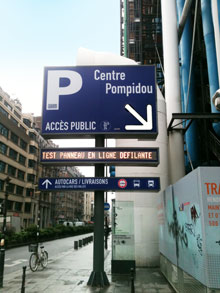 P
Centre
Pompidou
ACCÈS PUBLIC
TEST PANNEAU EN LIGNE DEFILANTE
AUTOCARS / LIVRAISONS
TRA